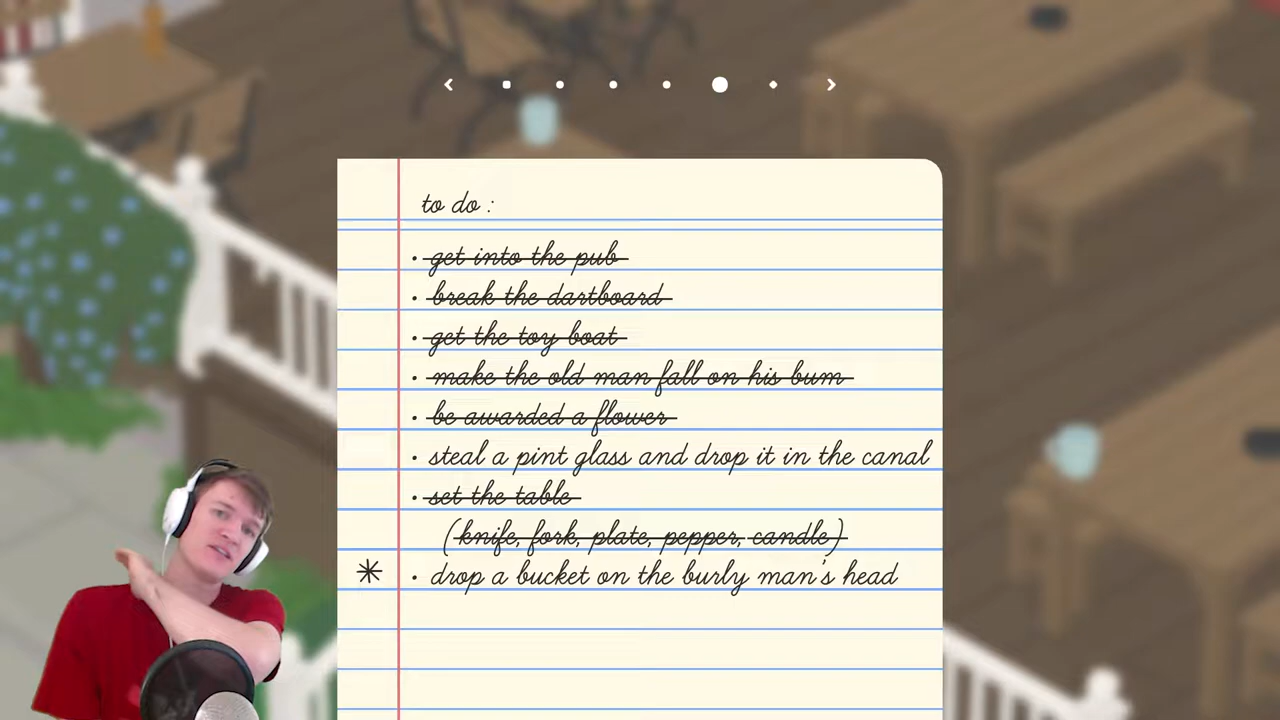 to do :
• get into the pub
• break the dartboard
• get the toy boat
• make the old man fall on his bum
• be awarded a flower
• steal a pint glass and drop it in the canal
• set the table
(knife, fork, plate, pepper, candle)
• drop a bucket on the burly man's head